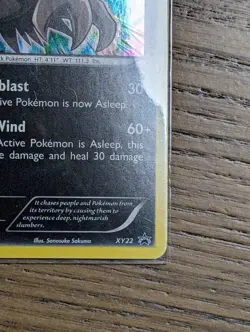 k Pokémon. HT: 4'11" WT: 111.3 lbs.
blast 30
ive Pokémon is now Asleep.
Wind 60+
Active Pokémon is Asleep, this
e damage and heal 30 damage
It chases people and Pokémon from
its territory by causing them to
experience deep, nightmarish
slumbers.
Illus. Sanosuke Sakuma XY22